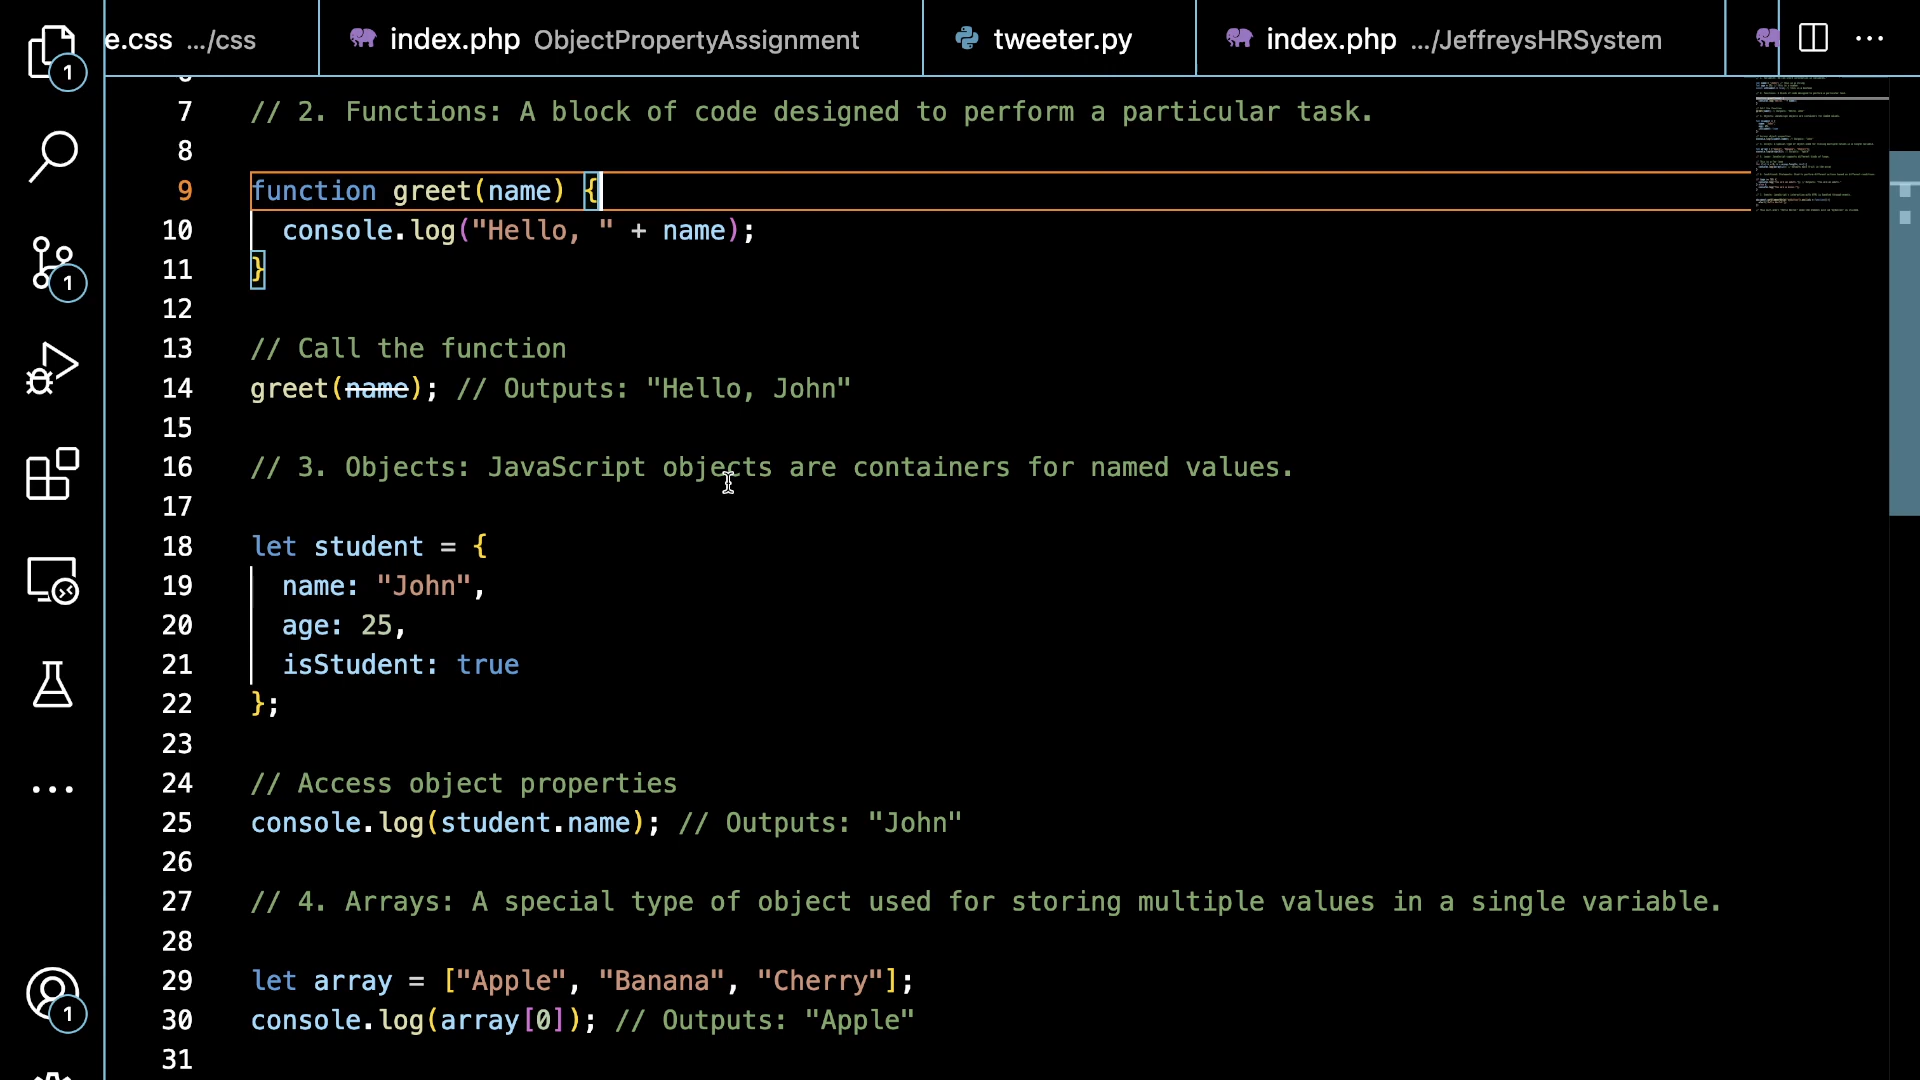 e.css .../css index.php ObjectPropertyAssignment tweeter.py index.php .../JeffreysHRSystem
7 // 2. Functions: A block of code designed to perform a particular task.
8
9 function greet(name) {
10 console.log("Hello, " + name);
11 }
12
13 // Call the function
14 greet(name); // Outputs: "Hello, John"
15
16 // 3. Objects: JavaScript objects are containers for named values.
17
18 let student = {
19 name: "John",
20 age: 25,
21 isStudent: true
22 };
23
24 // Access object properties
25 console.log(student.name); // Outputs: "John"
26
27 // 4. Arrays: A special type of object used for storing multiple values in a single variable.
28
29 let array = ["Apple", "Banana", "Cherry"];
30 console.log(array[0]); // Outputs: "Apple"
31
1
1
1